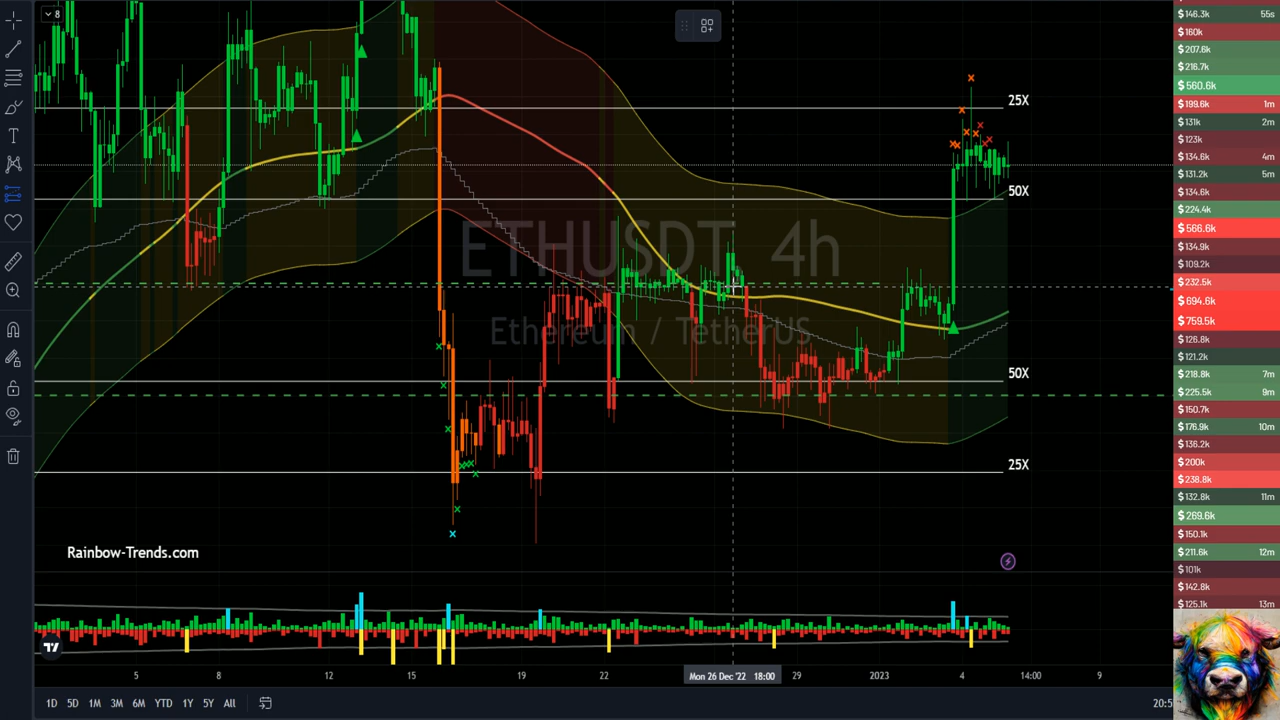 8
25X
50X
ETHUSDT 4h
Ethereum / TetherUS
50X
25X
Rainbow-Trends.com
5
8
12
15
19
22
Mon 26 Dec '22 18:00
29
2023
4
14:00
9
1D 5D 1M 3M 6M YTD 1Y 5Y All
$146.3k 55s
$160k
$207.6k
$216.7k
$560.6k
$199.6k 1m
$131k 2m
$123k
$134.6k 4m
$131.2k 5m
$134.6k
$224.4k
$566.6k
$134.9k
$109.2k
$232.5k
$694.6k
$759.5k
$126.8k
$121.2k
$218.8k 7m
$225.5k 9m
$150.7k
$176.9k 10m
$136.2k
$200k
$238.8k
$132.8k 11m
$269.6k
$150.1k
$211.6k 12m
$101k
$142.8k
$125.1k 13m